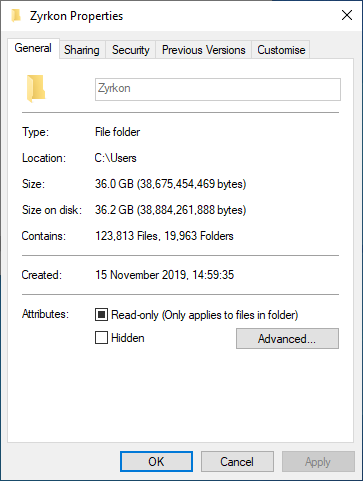 Zyrkon Properties
General Sharing Security Previous Versions Customise
Zyrkon
Type: File folder
Location: C:\Users
Size: 36.0 GB (38,675,454,469 bytes)
Size on disk: 36.2 GB (38,884,261,888 bytes)
Contains: 123,813 Files, 19,963 Folders
Created: 15 November 2019, 14:59:35
Attributes: Read-only (Only applies to files in folder)
Hidden Advanced...
OK Cancel Apply